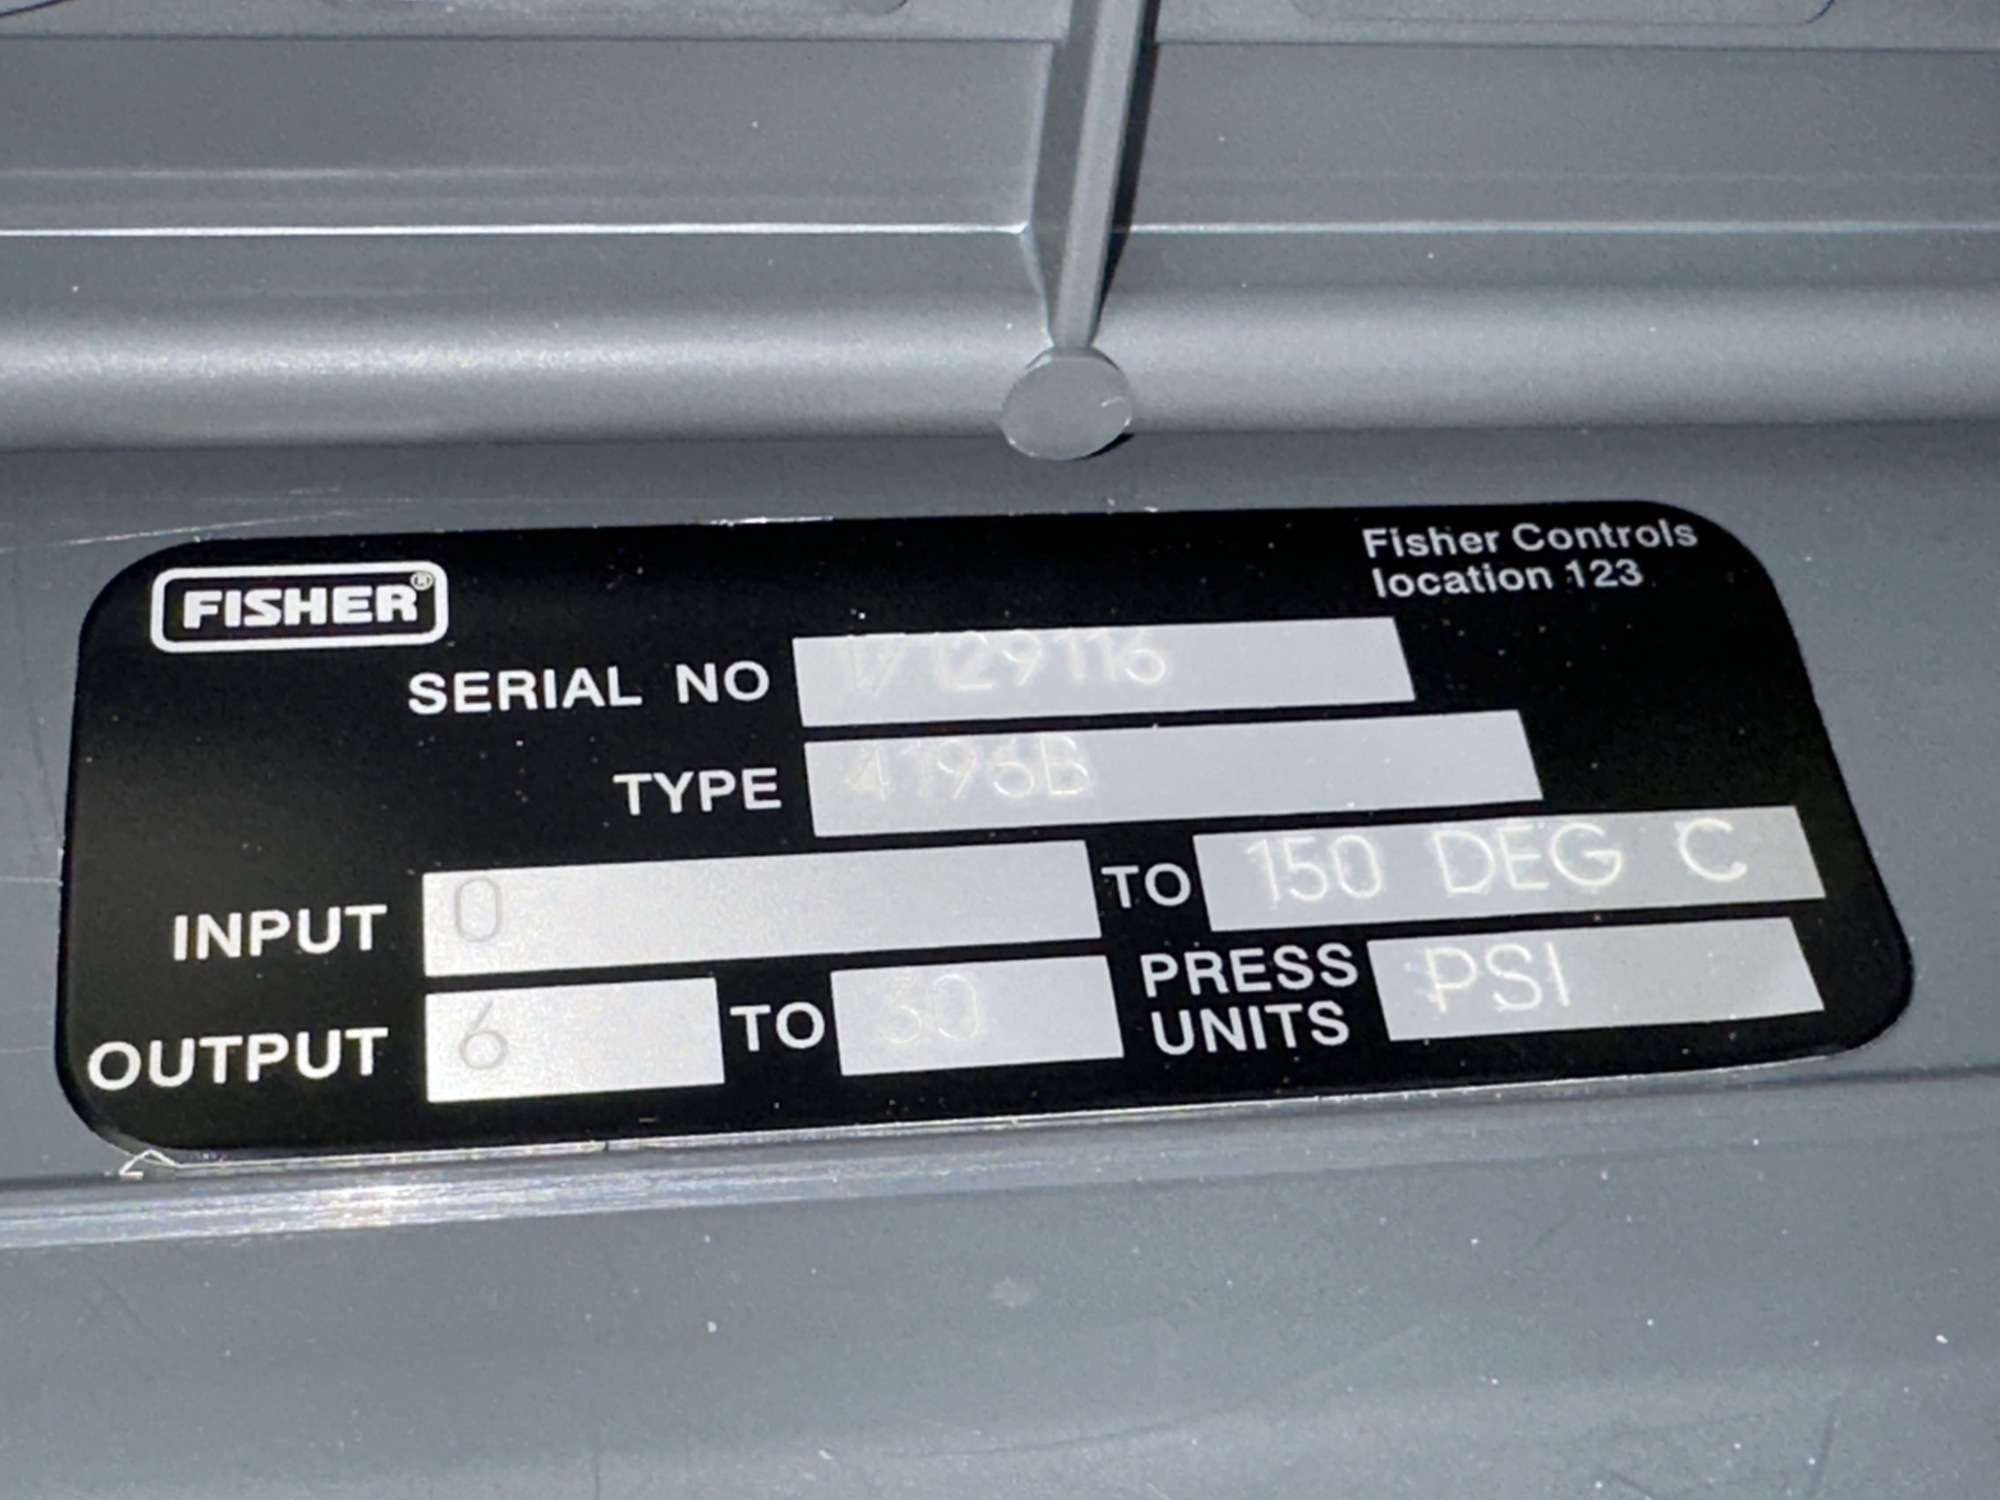 FISHER®
Fisher Controls
location 123
SERIAL NO
TYPE 4196B
INPUT 0 TO 150 DEG C
OUTPUT 6 TO 30 PRESS UNITS PSI